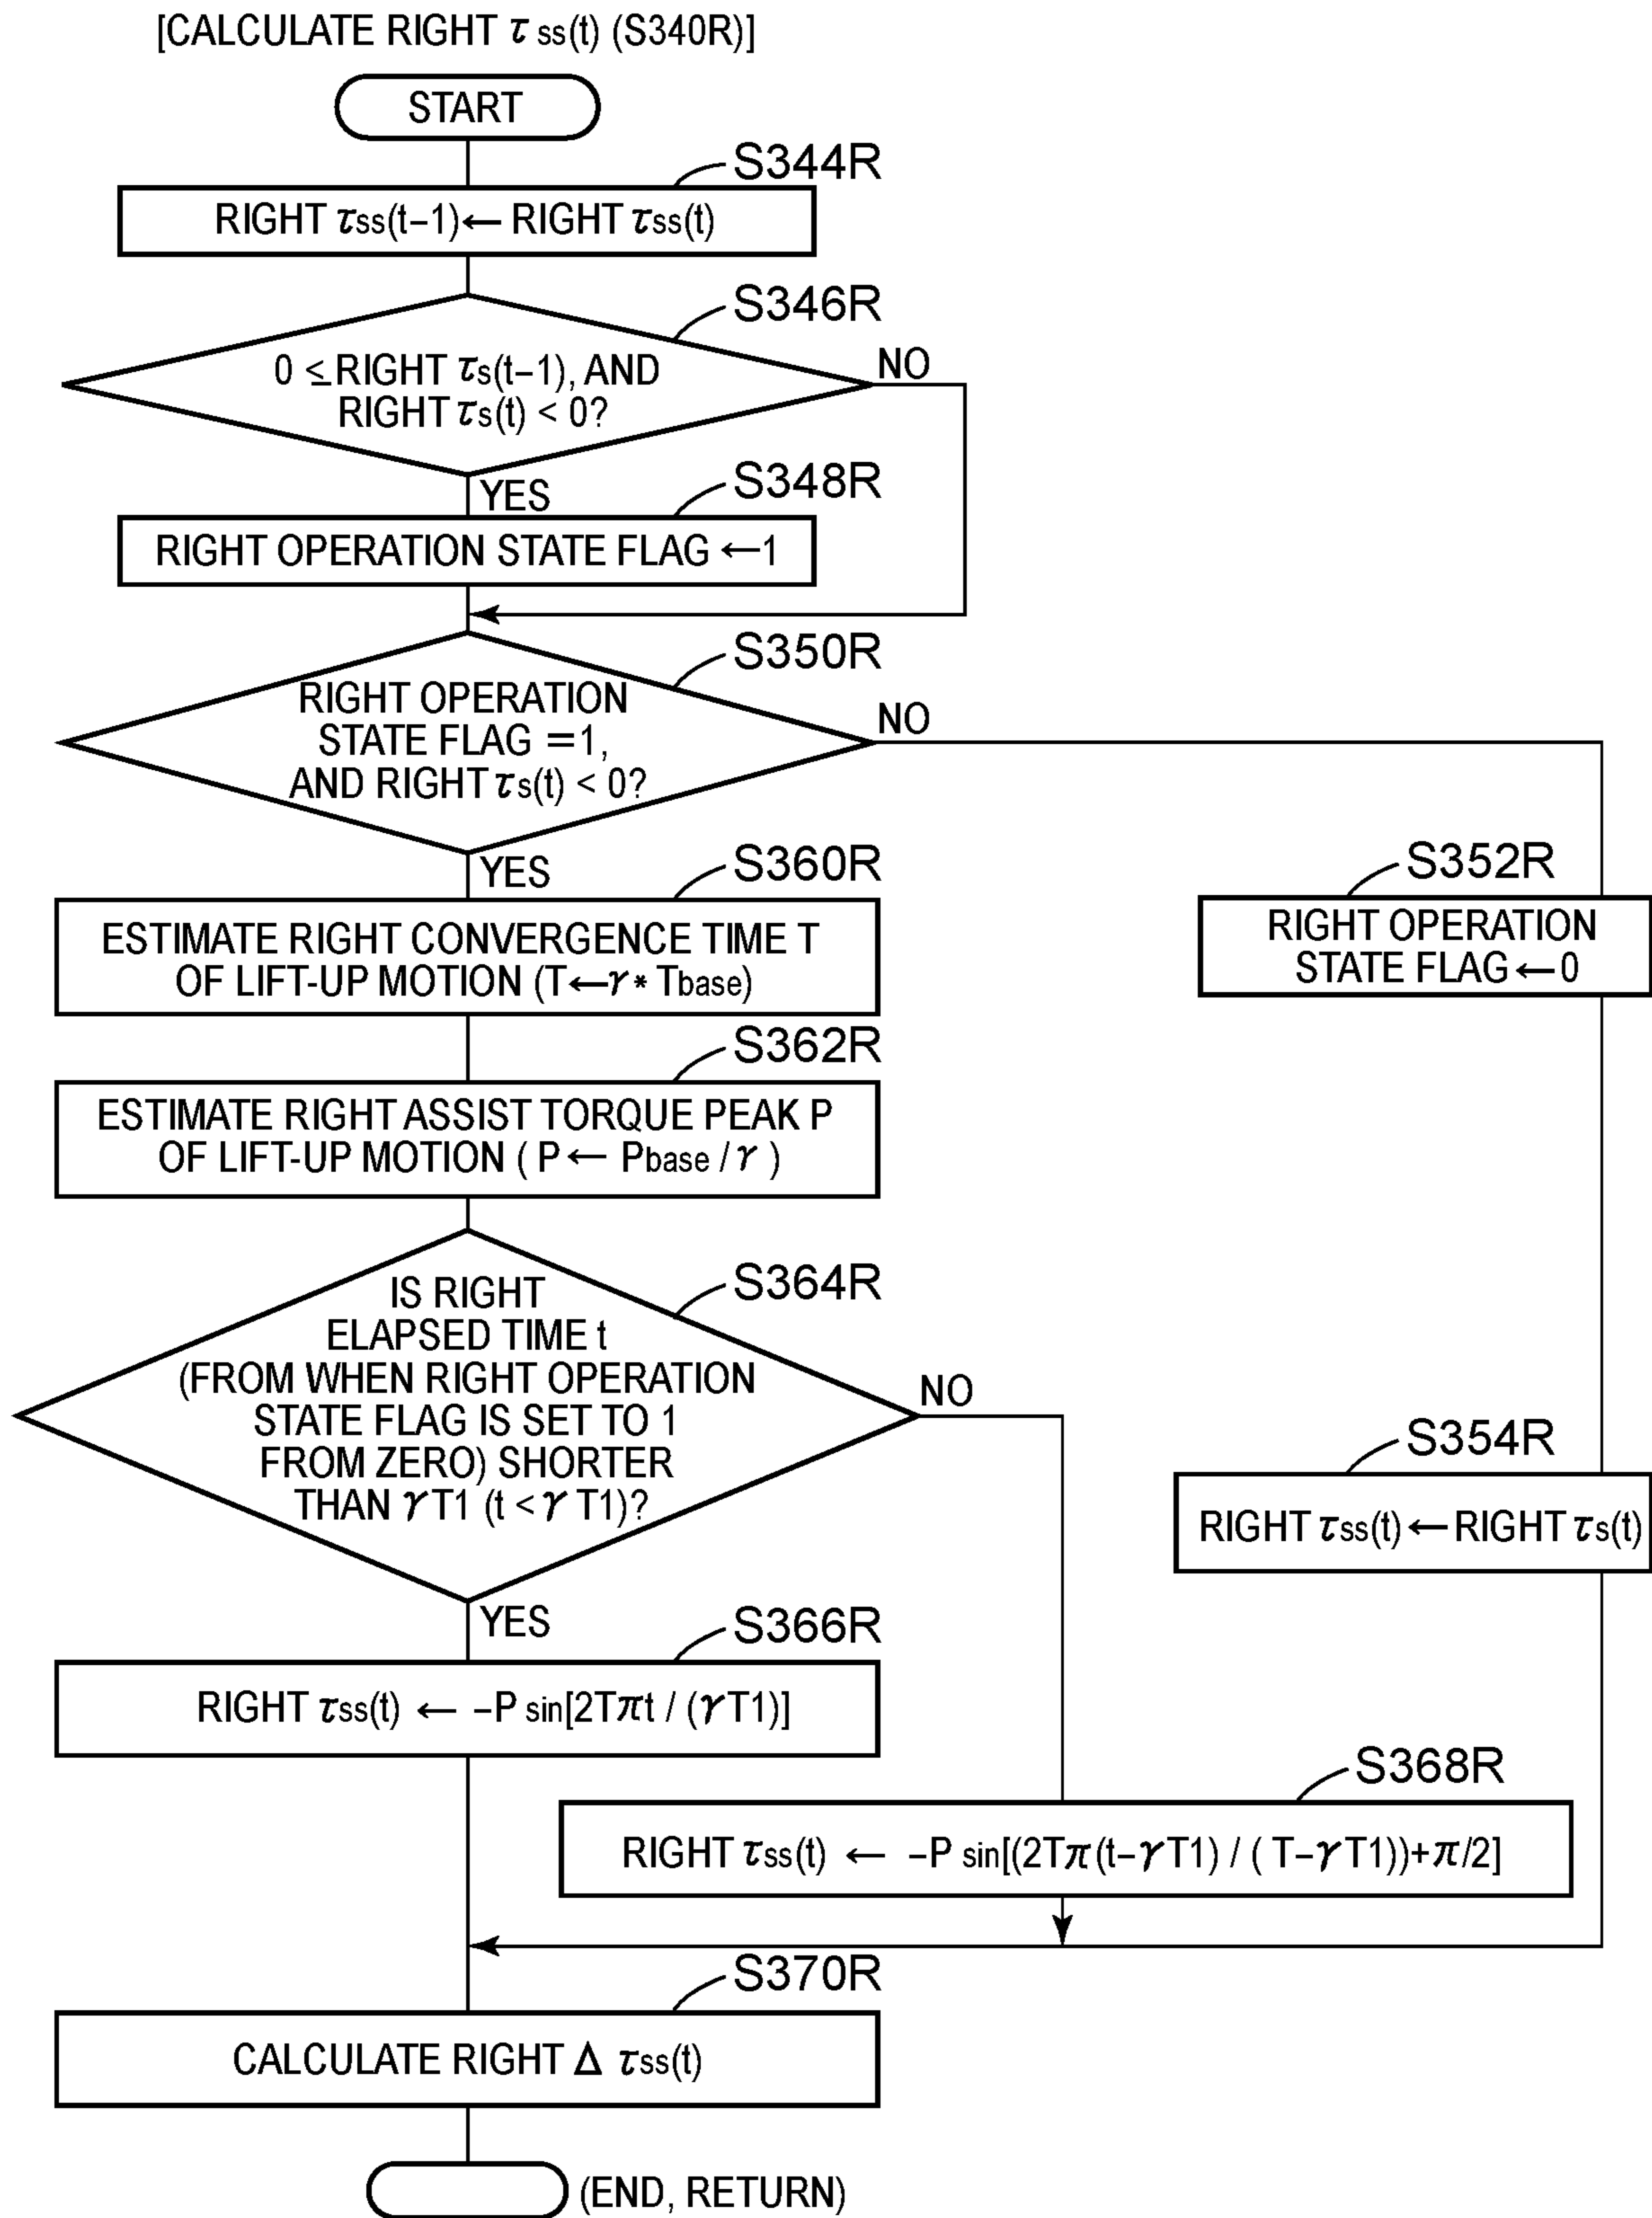 [CALCULATE RIGHT τ ss(t) (S340R)]
START
S344R
RIGHT τss(t−1)← RIGHT τss(t)
S346R
0 ≤ RIGHT τs(t−1), AND
RIGHT τs(t) < 0?
NO
YES
S348R
RIGHT OPERATION STATE FLAG ←1
S350R
RIGHT OPERATION
STATE FLAG =1,
AND RIGHT τs(t) < 0?
NO
YES
S360R
ESTIMATE RIGHT CONVERGENCE TIME T
OF LIFT-UP MOTION (T←γ* Tbase)
S352R
RIGHT OPERATION
STATE FLAG ←0
S362R
ESTIMATE RIGHT ASSIST TORQUE PEAK P
OF LIFT-UP MOTION ( P ← Pbase / γ )
S364R
IS RIGHT
ELAPSED TIME t
(FROM WHEN RIGHT OPERATION
STATE FLAG IS SET TO 1
FROM ZERO) SHORTER
THAN γT1 (t < γ T1)?
NO
YES
S354R
RIGHT τss(t) ← RIGHT τs(t)
S366R
RIGHT τss(t) ← −P sin[2Tπt / (γT1)]
S368R
RIGHT τss(t) ← −P sin[(2Tπ(t−γT1) / ( T−γT1))+π/2]
S370R
CALCULATE RIGHT Δ τss(t)
(END, RETURN)